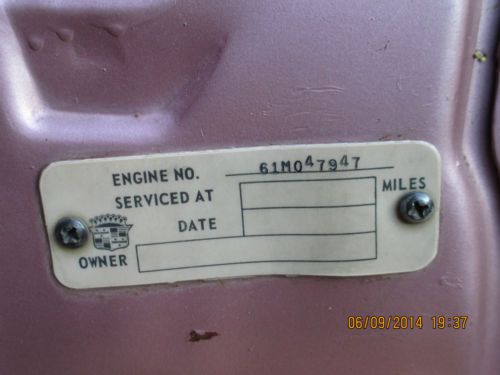 ENGINE NO. 61M047947
SERVICED AT MILES
DATE
OWNER
06/09/2014 19:37